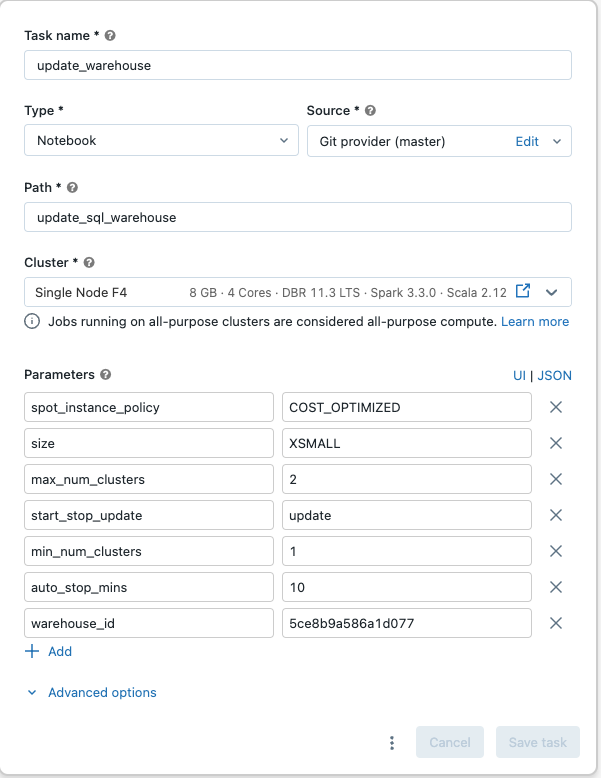 Task name * ?
update_warehouse
Type *
Source * ?
Notebook
Git provider (master) Edit
Path * ?
update_sql_warehouse
Cluster * ?
Single Node F4 8 GB · 4 Cores · DBR 11.3 LTS · Spark 3.3.0 · Scala 2.12
Jobs running on all-purpose clusters are considered all-purpose compute. Learn more
Parameters ? UI | JSON
spot_instance_policy COST_OPTIMIZED
size XSMALL
max_num_clusters 2
start_stop_update update
min_num_clusters 1
auto_stop_mins 10
warehouse_id 5ce8b9a586a1d077
Add
Advanced options
Cancel Save task